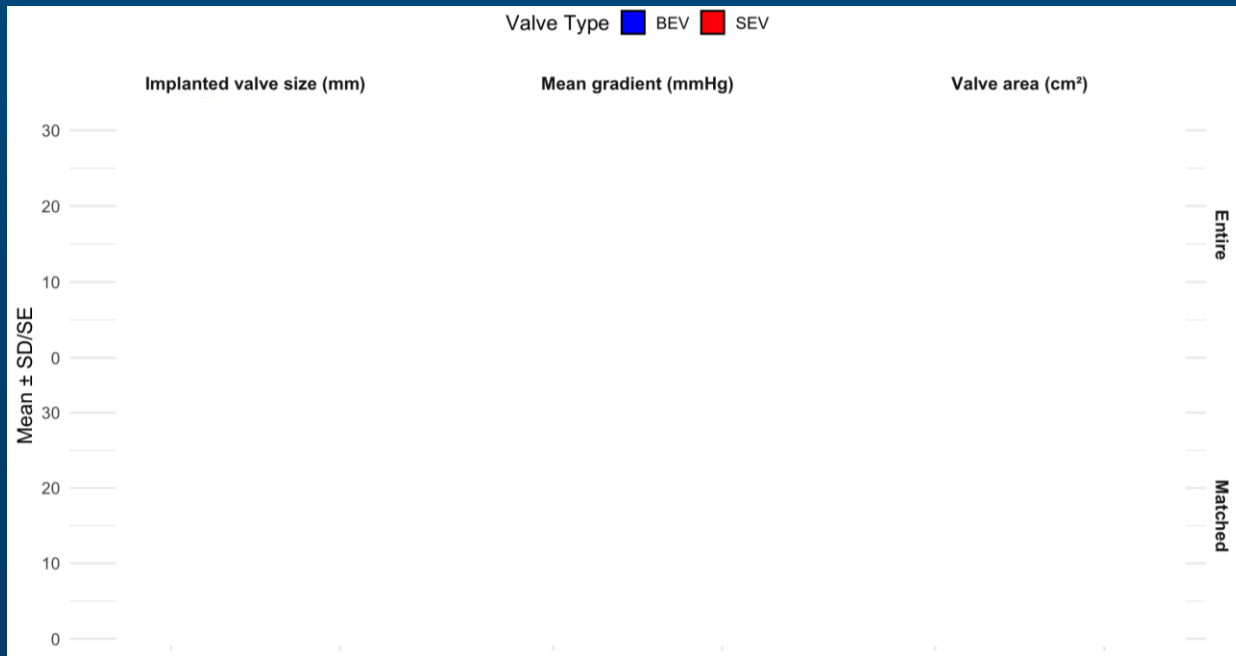 Valve Type BEV SEV
Implanted valve size (mm) Mean gradient (mmHg) Valve area (cm²)
Mean ± SD/SE
30
20
10
0
Entire
30
20
10
0
Matched